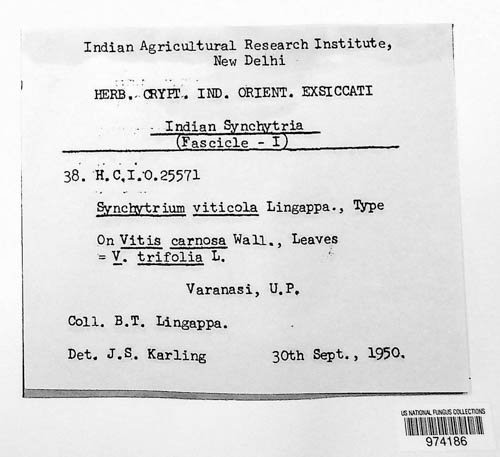 Indian Agricultural Research Institute,
New Delhi
HERB. CRYPT. IND. ORIENT. EXSICCATI
Indian Synchytria
(Fascicle - I)
38. H.C.I.O.25571
Synchytrium viticola Lingappa., Type
On Vitis carnosa Wall., Leaves
= V. trifolia L.
Varanasi, U.P.
Coll. B.T. Lingappa.
Det. J.S. Karling 30th Sept., 1950.
US NATIONAL FUNGUS COLLECTIONS
974186